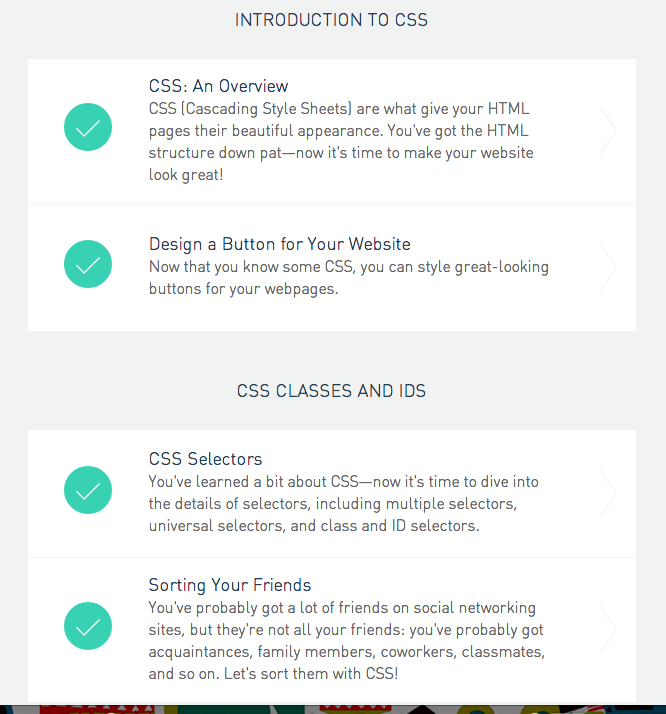 INTRODUCTION TO CSS
CSS: An Overview
CSS (Cascading Style Sheets) are what give your HTML
pages their beautiful appearance. You've got the HTML
structure down pat—now it's time to make your website
look great!
Design a Button for Your Website
Now that you know some CSS, you can style great-looking
buttons for your webpages.
CSS CLASSES AND IDS
CSS Selectors
You've learned a bit about CSS—now it's time to dive into
the details of selectors, including multiple selectors,
universal selectors, and class and ID selectors.
Sorting Your Friends
You've probably got a lot of friends on social networking
sites, but they're not all your friends: you've probably got
acquaintances, family members, coworkers, classmates,
and so on. Let's sort them with CSS!